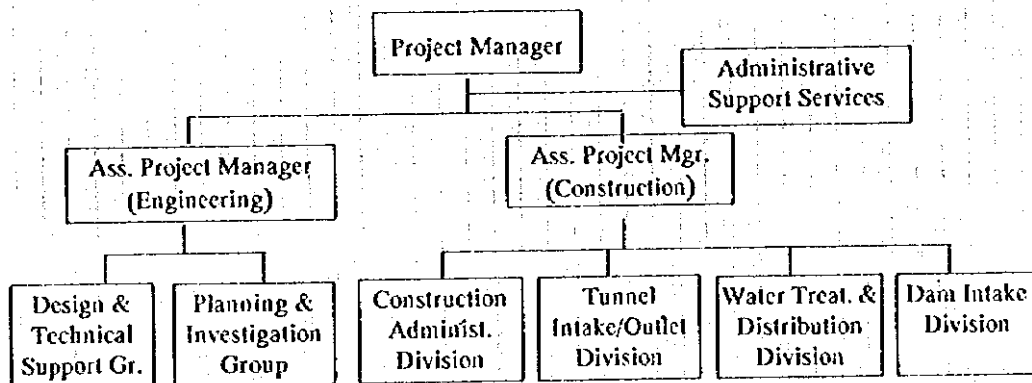 Project Manager
Administrative
Support Services
Ass. Project Manager
(Engineering)
Ass. Project Mgr.
(Construction)
Design &
Technical
Support Gr.
Planning &
Investigation
Group
Construction
Administ.
Division
Tunnel
Intake/Outlet
Division
Water Treat. &
Distribution
Division
Dam Intake
Division